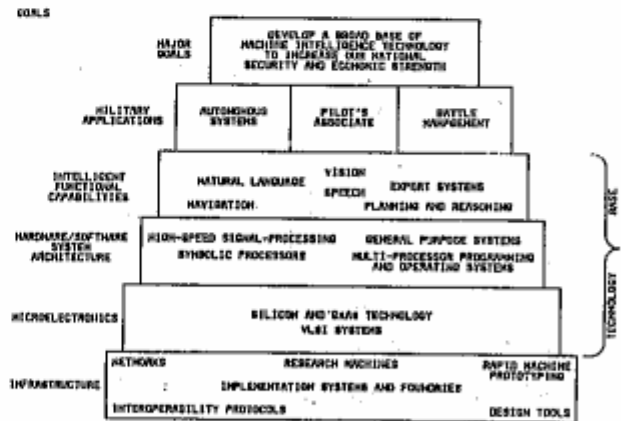 GOALS
MAJOR
GOALS
DEVELOP A BROAD BASE OF
MACHINE INTELLIGENCE TECHNOLOGY
TO INCREASE OUR NATIONAL
SECURITY AND ECONOMIC STRENGTH
MILITARY
APPLICATIONS
AUTONOMOUS
SYSTEMS
PILOT'S
ASSOCIATE
BATTLE
MANAGEMENT
INTELLIGENT
FUNCTIONAL
CAPABILITIES
NATURAL LANGUAGE
VISION
SPEECH
EXPERT SYSTEMS
NAVIGATION
PLANNING AND REASONING
HARDWARE/SOFTWARE
SYSTEM
ARCHITECTURE
HIGH-SPEED SIGNAL-PROCESSING
GENERAL PURPOSE SYSTEMS
SYMBOLIC PROCESSORS
MULTI-PROCESSOR PROGRAMMING
AND OPERATING SYSTEMS
TECHNOLOGY BASE
MICROELECTRONICS
SILICON AND GAAS TECHNOLOGY
VLSI SYSTEMS
INFRASTRUCTURE
NETWORKS
RESEARCH MACHINES
RAPID MACHINE
PROTOTYPING
IMPLEMENTATION SYSTEMS AND FOUNDRIES
INTEROPERABILITY PROTOCOLS
DESIGN TOOLS